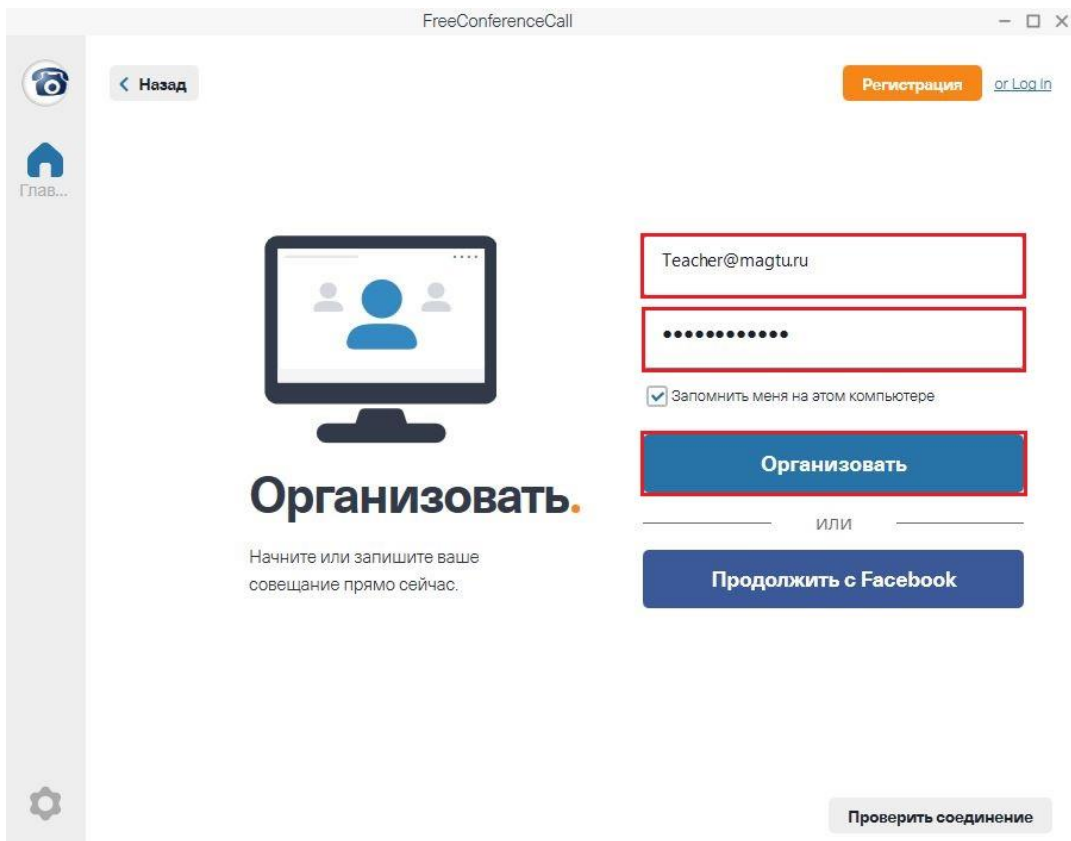 FreeConferenceCall
Назад
Регистрация
or Log In
Глав...
Teacher@magtu.ru
••••••••••••
Запомнить меня на этом компьютере
Организовать
Организовать.
или
Начните или запишите ваше
совещание прямо сейчас.
Продолжить с Facebook
Проверить соединение